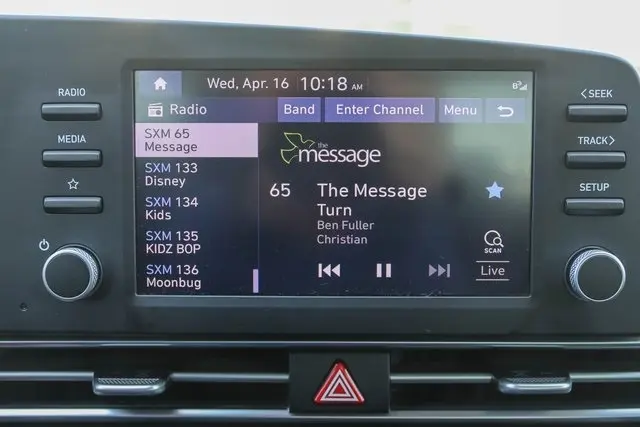 RADIO
MEDIA
Wed, Apr. 16 10:18 AM
Radio
Band
Enter Channel
Menu
SXM 65
Message
SXM 133
Disney
SXM 134
Kids
SXM 135
KIDZ BOP
SXM 136
Moonbug
the
message
65
The Message
Turn
Ben Fuller
Christian
SCAN
Live
<SEEK
TRACK>
SETUP